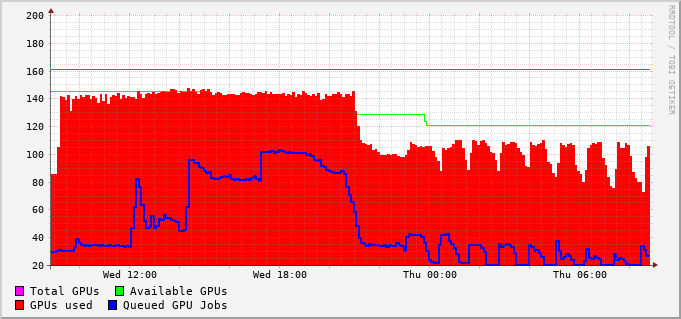 200
180
160
140
120
100
80
60
40
20
Wed 12:00 Wed 18:00 Thu 00:00 Thu 06:00
Total GPUs Available GPUs
GPUs used Queued GPU Jobs
RRDTOOL / TOBI OETIKER